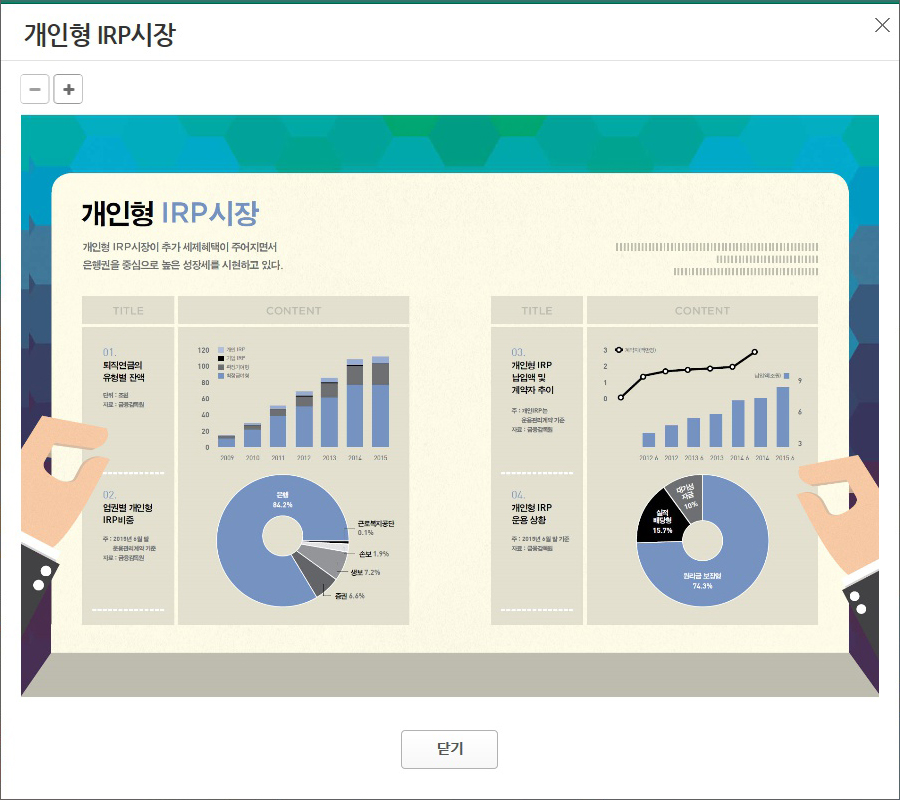 개인형 IRP시장
개인형 IRP시장
개인형 IRP시장이 추가 세제혜택이 주어지면서
은행권을 중심으로 높은 성장세를 시현하고 있다.
TITLE
CONTENT
01.
퇴직연금의
유형별 잔액
단위 : 조원
자료 : 금융감독원
개인 IRP
기업 IRP
확정기여형
확정급여형
120
100
80
60
40
20
0
2009
2010
2011
2012
2013
2014
2015
02.
업권별 개인형
IRP비중
주 : 2015년 6월 말
운용관리계약 기준
자료 : 금융감독원
은행
84.2%
근로복지공단
0.1%
손보 1.9%
생보 7.2%
증권 6.6%
TITLE
CONTENT
03.
개인형 IRP
납입액 및
계약자 추이
주 : 개인IRP는
운용관리계약 기준
자료 : 금융감독원
3
2
1
0
계약자(백만인)
납입액(조원)
9
6
3
2012 6
2012
2013 6
2013
2014 6
2014
2015 6
04.
개인형 IRP
운용 상황
주 : 2015년 6월 말 기준
자료 : 금융감독원
대기성
자금
10%
실적
배당형
15.7%
원리금 보장형
74.3%
닫기